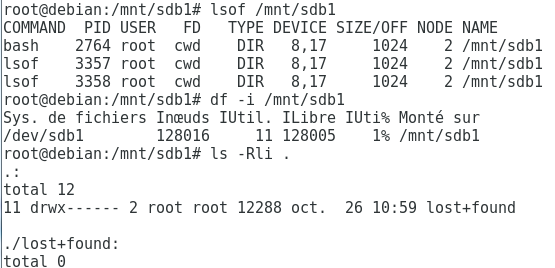 root@debian:/mnt/sdb1# lsof /mnt/sdb1
COMMAND  PID USER   FD   TYPE DEVICE SIZE/OFF NODE NAME
bash    2764 root  cwd    DIR   8,17     1024    2 /mnt/sdb1
lsof    3357 root  cwd    DIR   8,17     1024    2 /mnt/sdb1
lsof    3358 root  cwd    DIR   8,17     1024    2 /mnt/sdb1
root@debian:/mnt/sdb1# df -i /mnt/sdb1
Sys. de fichiers Inœuds IUtil. ILibre IUti% Monté sur
/dev/sdb1        128016     11 128005    1% /mnt/sdb1
root@debian:/mnt/sdb1# ls -Rli .
.:
total 12
11 drwx------ 2 root root 12288 oct.  26 10:59 lost+found

./lost+found:
total 0